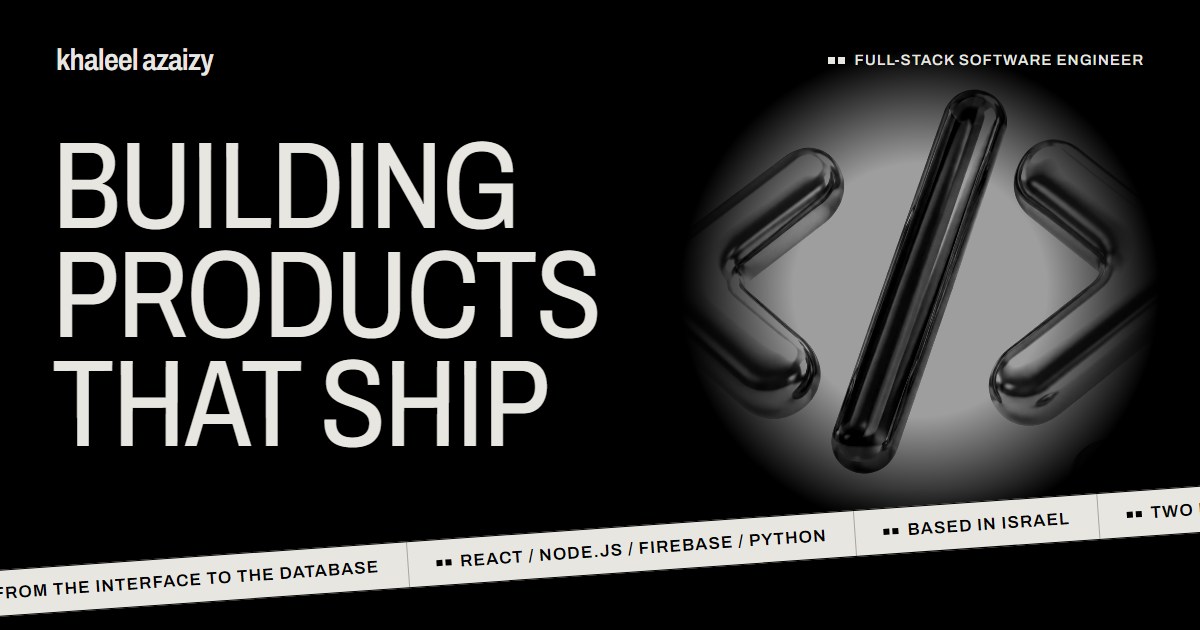 khaleel azaizy
FULL-STACK SOFTWARE ENGINEER
BUILDING
PRODUCTS
THAT SHIP
FROM THE INTERFACE TO THE DATABASE
REACT / NODE.JS / FIREBASE / PYTHON
BASED IN ISRAEL
TWO